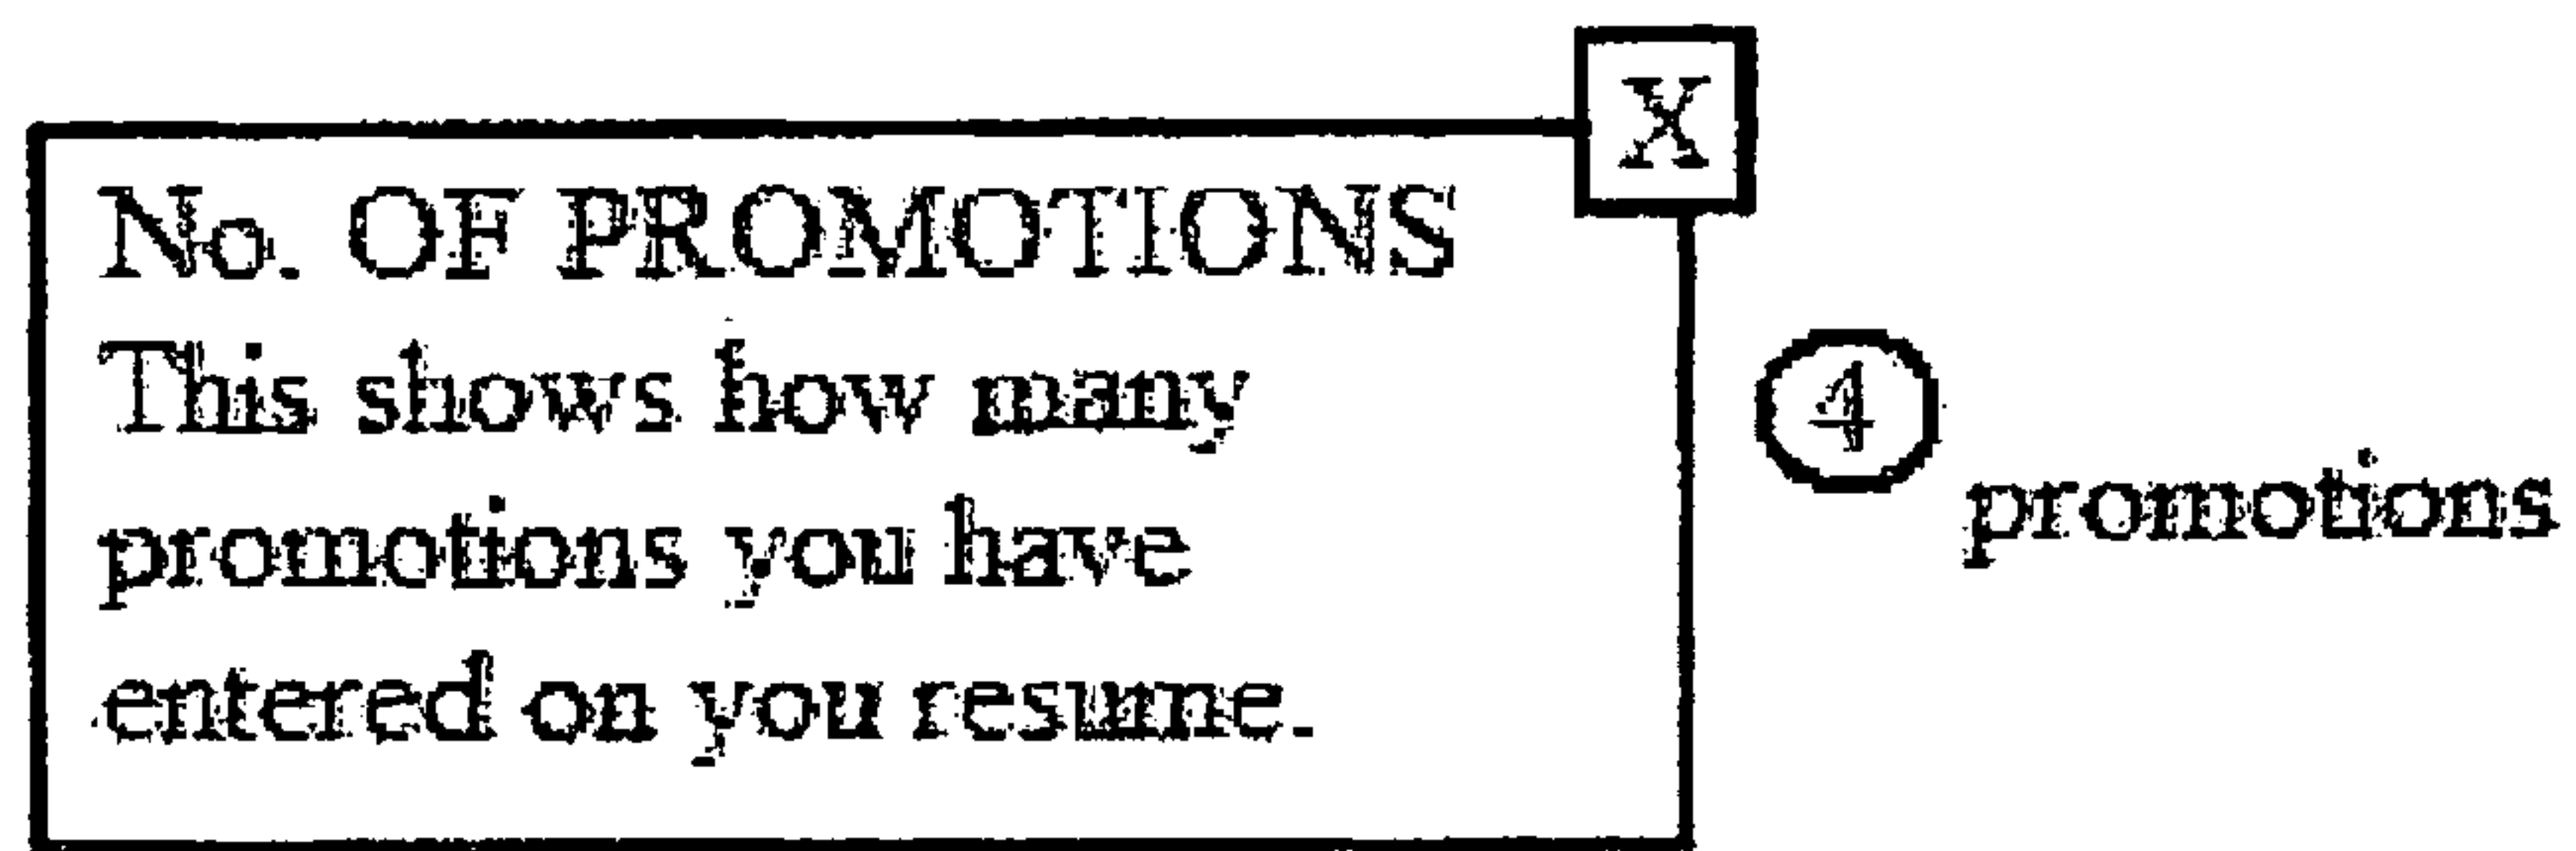 X
No. OF PROMOTIONS
This shows how many
promotions you have
entered on you resume.
4
promotions